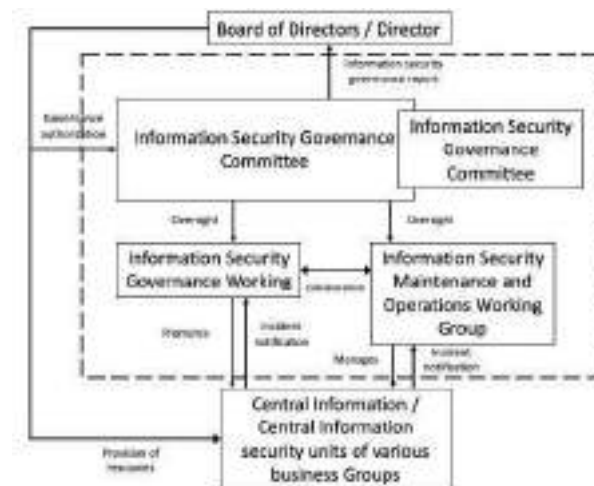 Board of Directors / Director
Information security
governance report
Governance
authorization
Information Security Governance
Committee
Information Security
Governance
Committee
Oversight
Oversight
Information Security
Governance Working
Information Security
Maintenance and
Operations Working
Group
Incident
notification
Manages
Incident
notification
Central Information /
Central Information
security units of various
business Groups
Provision of
resources